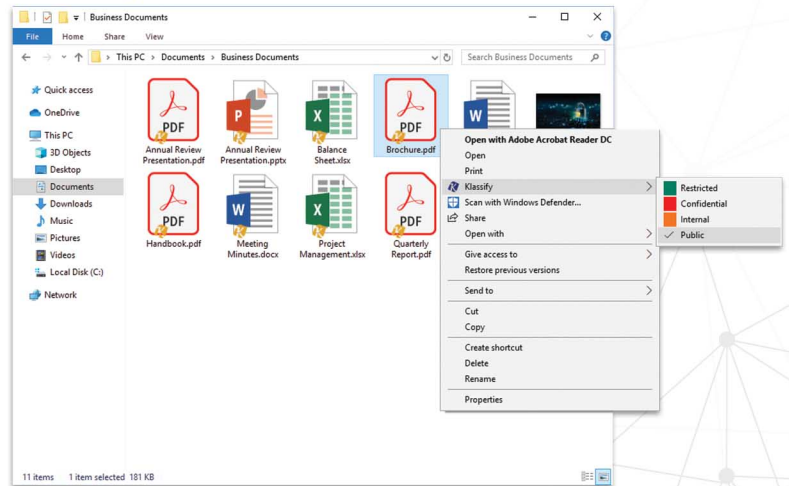 Business Documents
File Home Share View
This PC > Documents > Business Documents
Search Business Documents
Quick access
OneDrive
This PC
3D Objects
Desktop
Documents
Downloads
Music
Pictures
Videos
Local Disk (C:)
Network
PDF
Annual Review
Presentation.pdf
P
Annual Review
Presentation.pptx
X
Balance
Sheet.xlsx
PDF
Brochure.pdf
W
PDF
Handbook.pdf
W
Meeting
Minutes.docx
X
Project
Management.xlsx
PDF
Quarterly
Report.pdf
Open with Adobe Acrobat Reader DC
Open
Print
Klassify
Scan with Windows Defender...
Share
Open with
Give access to
Restore previous versions
Send to
Cut
Copy
Create shortcut
Delete
Rename
Properties
Restricted
Confidential
Internal
Public
11 items 1 item selected 181 KB